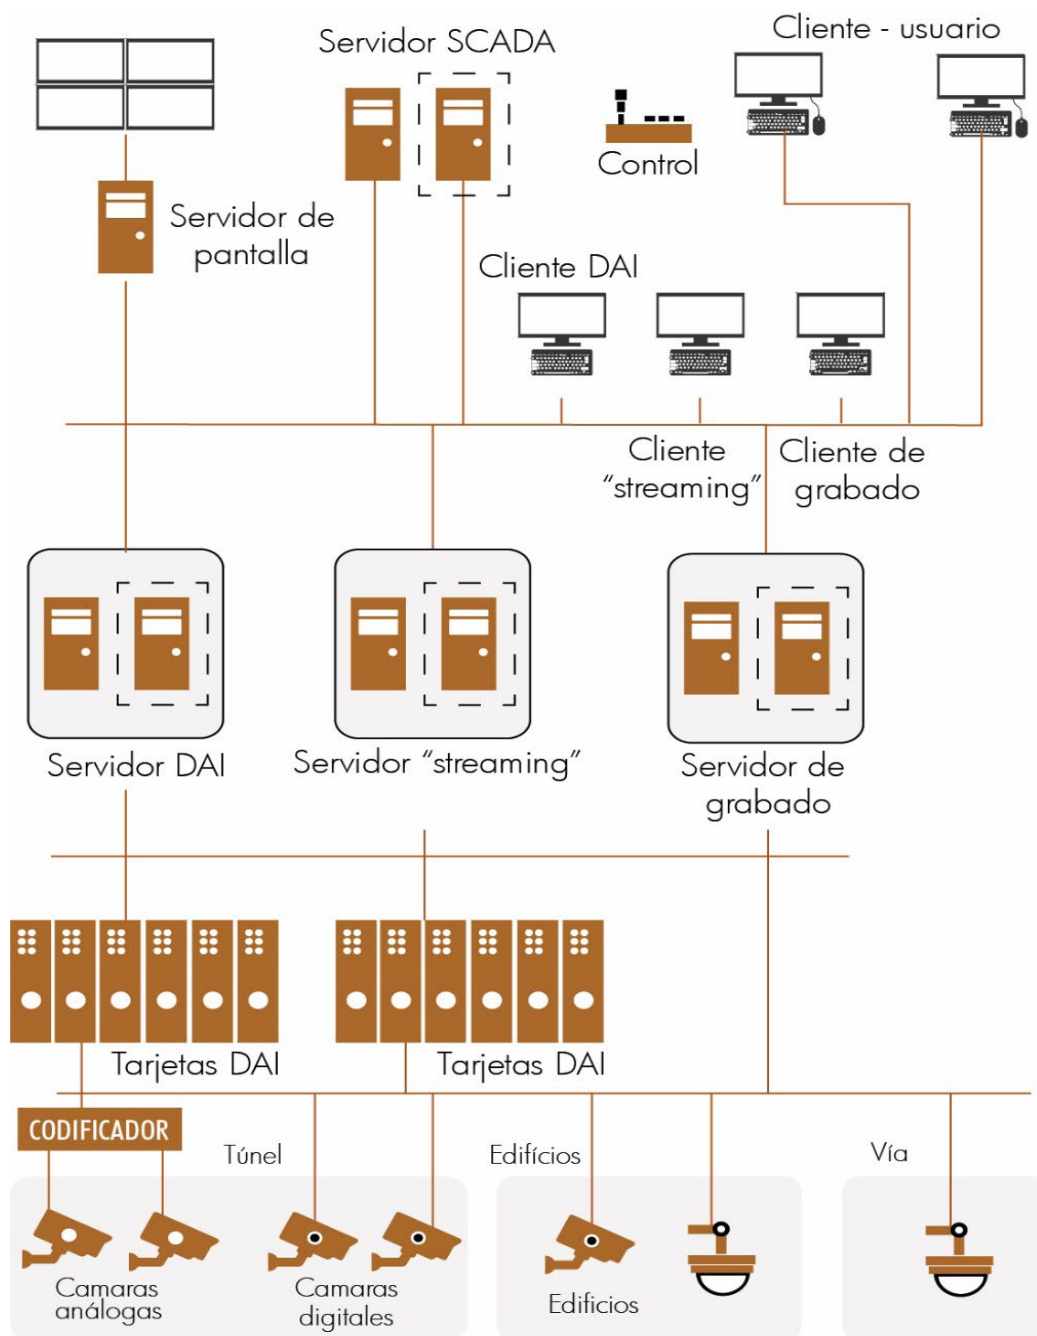 Servidor SCADA
Cliente - usuario
Control
Servidor de
pantalla
Cliente DAI
Cliente
“streaming”
Cliente de
grabado
Servidor DAI
Servidor “streaming”
Servidor de
grabado
Tarjetas DAI
Tarjetas DAI
CODIFICADOR
Túnel
Edifícios
Vía
Camaras
análogas
Camaras
digitales
Edificios